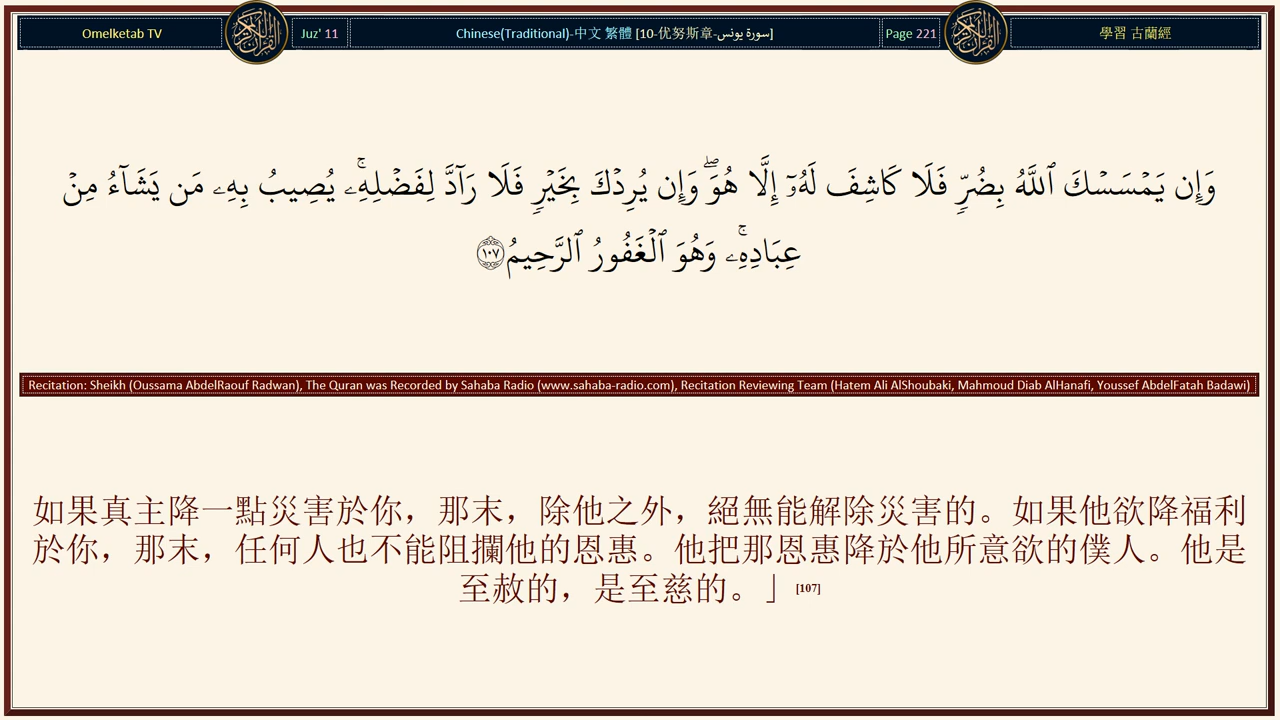 Omelketab TV
Juz' 11
Chinese(Traditional)-中文 繁體 [10-优努斯章-سورة يونس]
Page 221
學習 古蘭經
وَإِن يَمۡسَسۡكَ ٱللَّهُ بِضُرّٖ فَلَا كَاشِفَ لَهُۥٓ إِلَّا هُوَۖ وَإِن يُرِدۡكَ بِخَيۡرٖ فَلَا رَآدَّ لِفَضۡلِهِۦۚ يُصِيبُ بِهِۦ مَن يَشَآءُ مِنۡ
عِبَادِهِۦۚ وَهُوَ ٱلۡغَفُورُ ٱلرَّحِيمُ ١٠٧
Recitation: Sheikh (Oussama AbdelRaouf Radwan), The Quran was Recorded by Sahaba Radio (www.sahaba-radio.com), Recitation Reviewing Team (Hatem Ali AlShoubaki, Mahmoud Diab AlHanafi, Youssef AbdelFatah Badawi)
如果真主降一點災害於你，那末，除他之外，絕無能解除災害的。如果他欲降福利
於你，那末，任何人也不能阻攔他的恩惠。他把那恩惠降於他所意欲的僕人。他是
至赦的，是至慈的。」 [107]